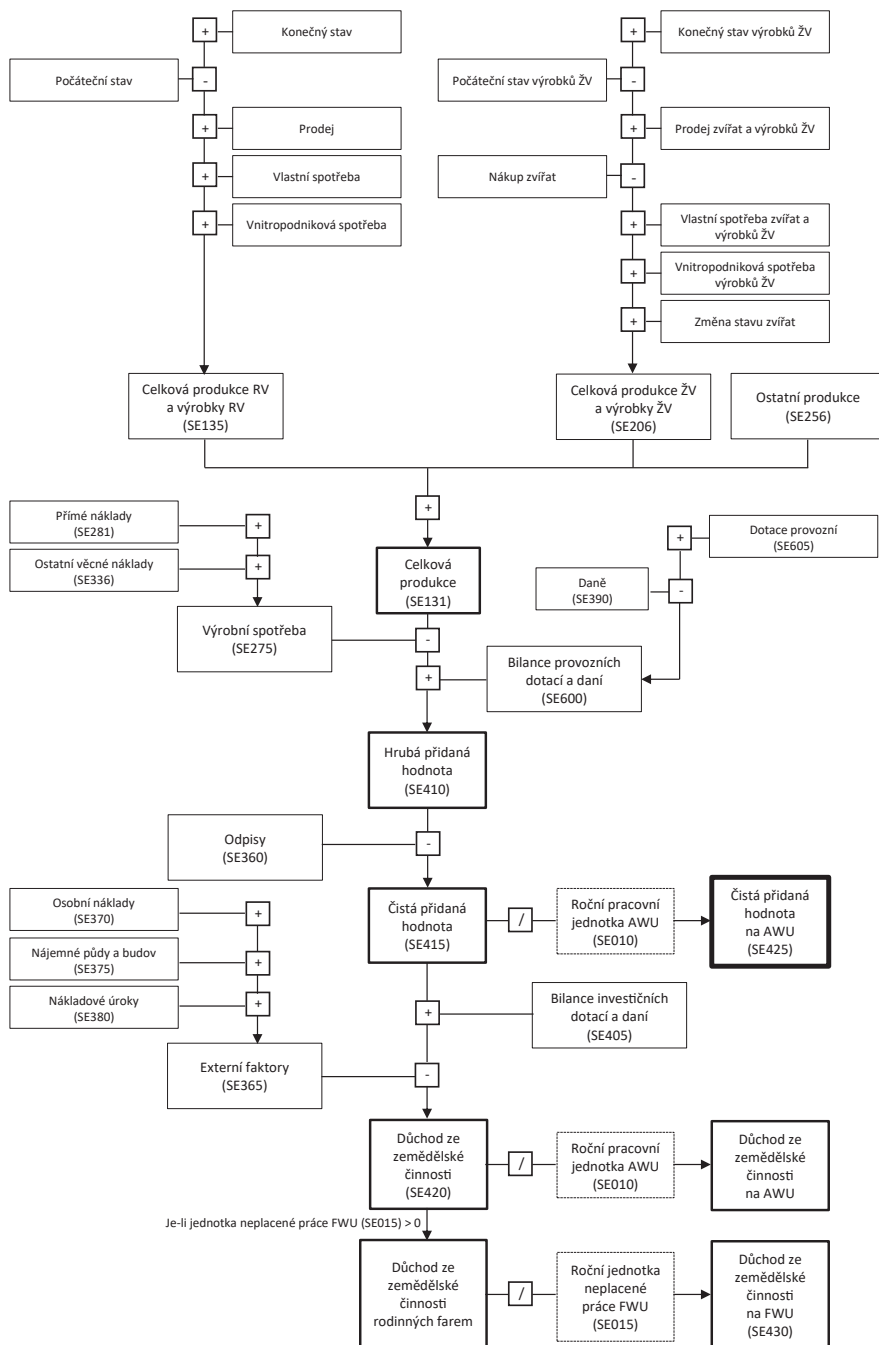 +
Konečný stav
+
Konečný stav výrobků ŽV
Počáteční stav
-
Počáteční stav výrobků ŽV
-
+
Prodej
+
Prodej zvířat a výrobků ŽV
+
Vlastní spotřeba
Nákup zvířat
-
+
Vnitropodniková spotřeba
+
Vlastní spotřeba zvířat a
výrobků ŽV
+
Vnitropodniková spotřeba
výrobků ŽV
+
Změna stavu zvířat
Celková produkce RV
a výrobky RV
(SE135)
Celková produkce ŽV
a výrobky ŽV
(SE206)
Ostatní produkce
(SE256)
+
Přímé náklady
(SE281)
+
+
Dotace provozní
(SE605)
Ostatní věcné náklady
(SE336)
+
Celková
produkce
(SE131)
Daně
(SE390)
-
Výrobní spotřeba
(SE275)
-
+
Bilance provozních
dotací a daní
(SE600)
Hrubá přidaná
hodnota
(SE410)
Odpisy
(SE360)
-
Osobní náklady
(SE370)
+
Čistá přidaná
hodnota
(SE415)
/
Roční pracovní
jednotka AWU
(SE010)
Čistá přidaná
hodnota
na AWU
(SE425)
Nájemné půdy a budov
(SE375)
+
Nákladové úroky
(SE380)
+
+
Bilance investičních
dotací a daní
(SE405)
Externí faktory
(SE365)
-
Důchod ze
zemědělské
činnosti
(SE420)
/
Roční pracovní
jednotka AWU
(SE010)
Důchod ze
zemědělské
činnosti
na AWU
Je-li jednotka neplacené práce FWU (SE015) > 0
Důchod ze
zemědělské
činnosti
rodinných farem
/
Roční jednotka
neplacené
práce FWU
(SE015)
Důchod ze
zemědělské
činnosti
na FWU
(SE430)